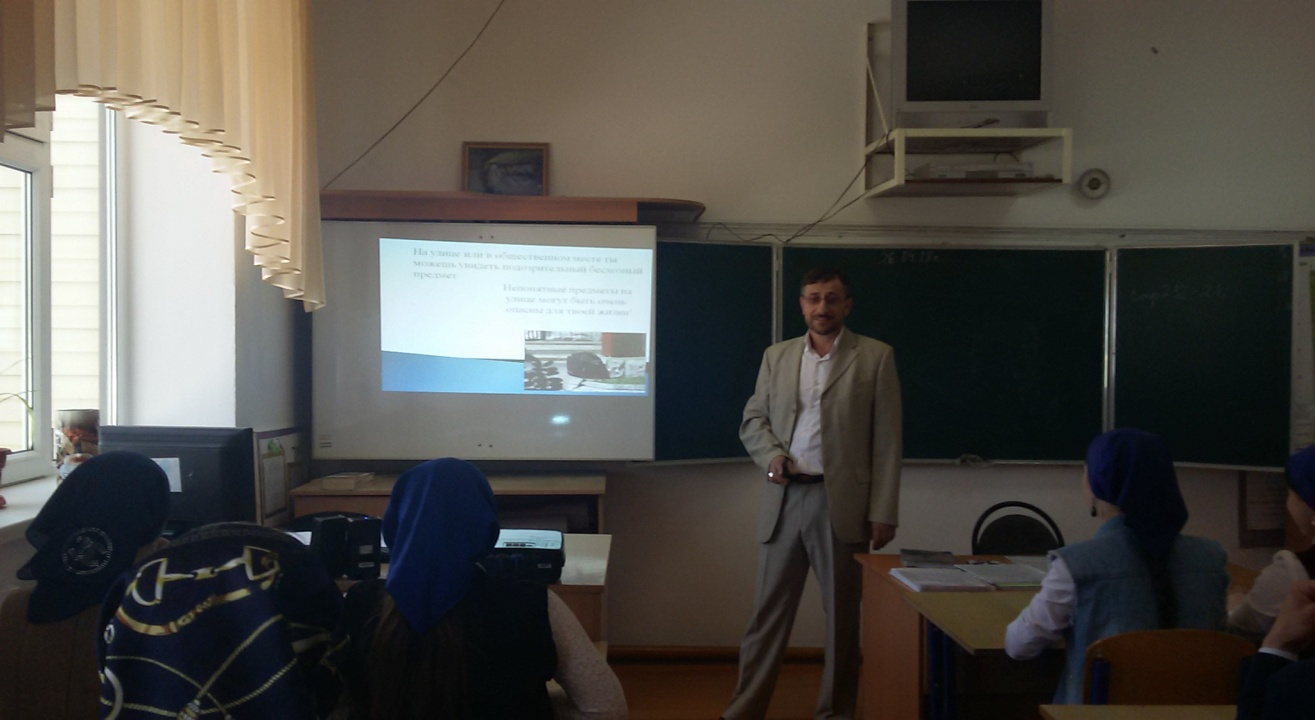 На улице или в общественном месте ты
можешь увидеть подозрительный бесхозный
предмет
Непонятные предметы на
улице могут быть очень
опасны для твоей жизни!